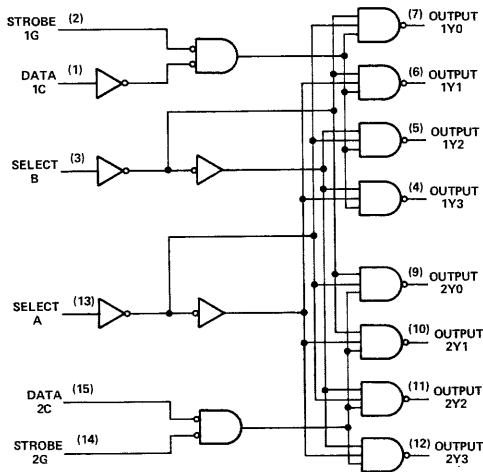 STROBE (2)
1G
DATA (1)
1C
SELECT (3)
B
SELECT (13)
A
DATA (15)
2C
STROBE (14)
2G
(7) OUTPUT
1Y0
(6) OUTPUT
1Y1
(5) OUTPUT
1Y2
(4) OUTPUT
1Y3
(9) OUTPUT
2Y0
(10) OUTPUT
2Y1
(11) OUTPUT
2Y2
(12) OUTPUT
2Y3